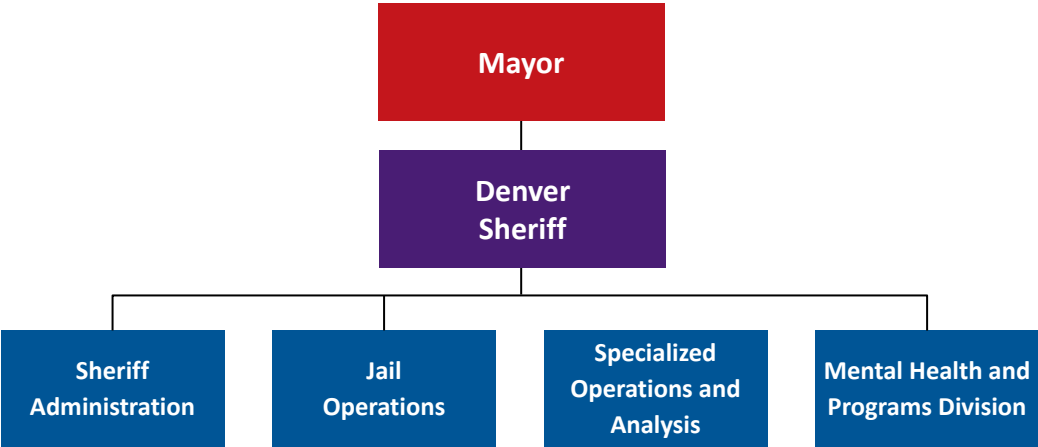 Mayor
Denver
Sheriff
Sheriff
Administration
Jail
Operations
Specialized
Operations and
Analysis
Mental Health and
Programs Division